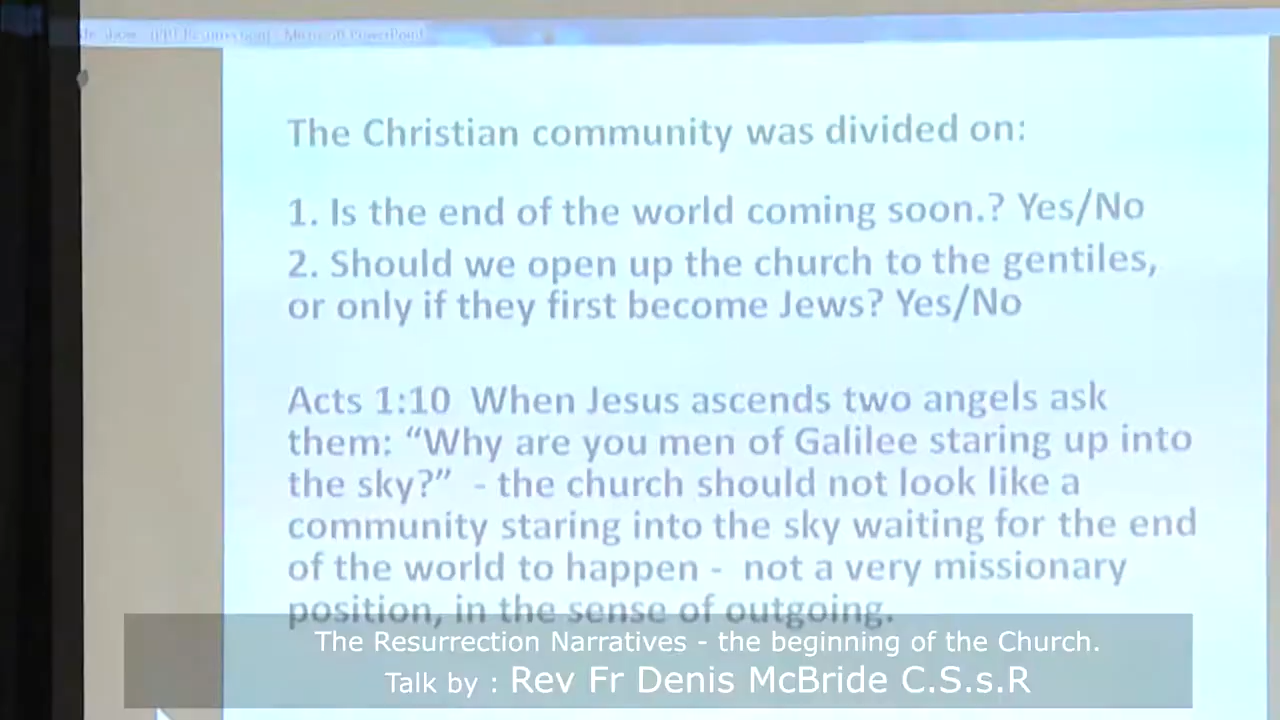 [PPT Resurrection] - Microsoft PowerPoint
The Christian community was divided on:
1. Is the end of the world coming soon.? Yes/No
2. Should we open up the church to the gentiles,
or only if they first become Jews? Yes/No
Acts 1:10 When Jesus ascends two angels ask
them: “Why are you men of Galilee staring up into
the sky?” - the church should not look like a
community staring into the sky waiting for the end
of the world to happen - not a very missionary
position, in the sense of outgoing.
The Resurrection Narratives - the beginning of the Church.
Talk by : Rev Fr Denis McBride C.S.s.R